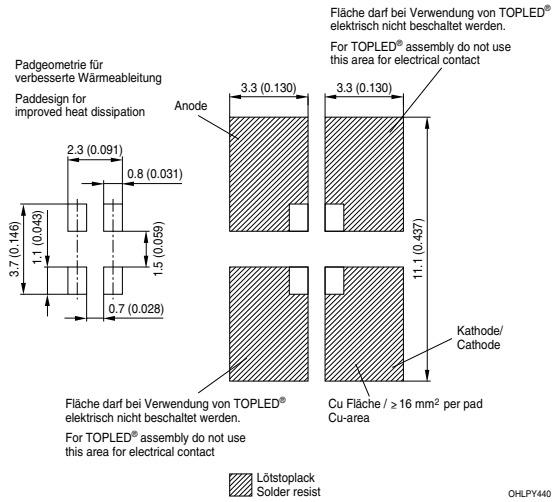 Fläche darf bei Verwendung von TOPLED®
elektrisch nicht beschaltet werden.
For TOPLED® assembly do not use
this area for electrical contact
Padgeometrie für
verbesserte Wärmeableitung
Paddesign for
improved heat dissipation
Anode
3.3 (0.130)
3.3 (0.130)
2.3 (0.091)
0.8 (0.031)
3.7 (0.146)
1.1 (0.043)
1.5 (0.059)
0.7 (0.028)
11.1 (0.437)
Kathode/
Cathode
Fläche darf bei Verwendung von TOPLED®
elektrisch nicht beschaltet werden.
For TOPLED® assembly do not use
this area for electrical contact
Cu Fläche / ≥ 16 mm² per pad
Cu-area
Lötstoplack
Solder resist
OHLPY440